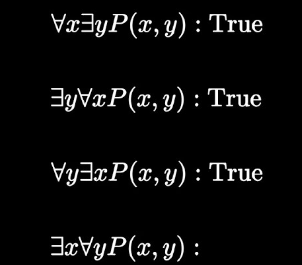 ∀x∃yP(x, y) : True
∃y∀xP(x, y) : True
∀y∃xP(x, y) : True
∃x∀yP(x, y) :